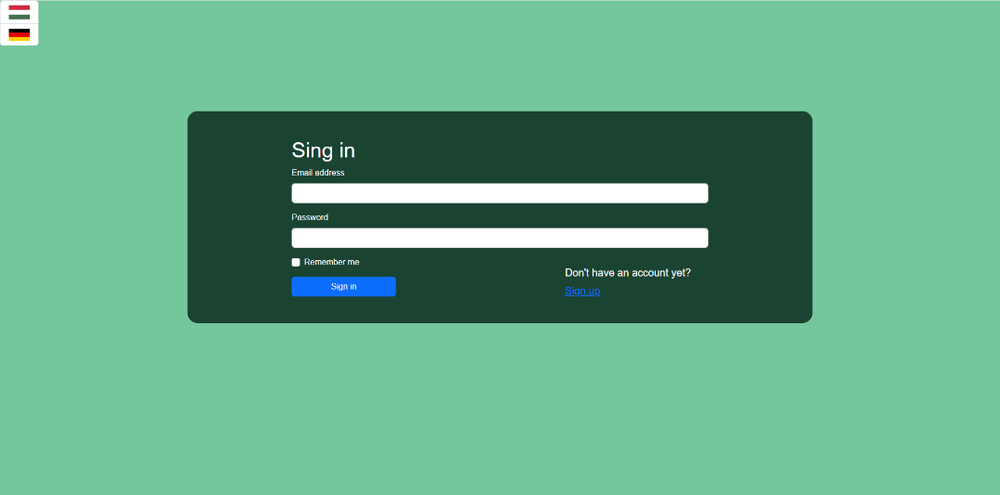 Sing in
Email address
Password
Remember me
Don't have an account yet?
Sign in
Sign up